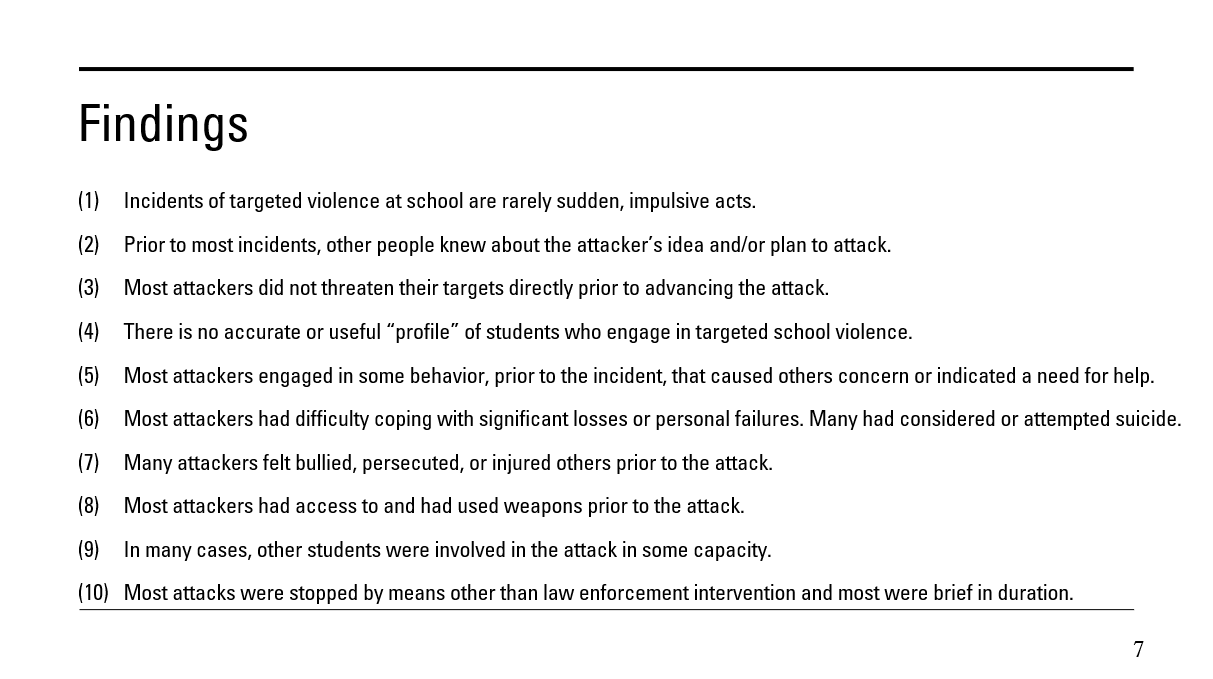 Findings
(1) Incidents of targeted violence at school are rarely sudden, impulsive acts.
(2) Prior to most incidents, other people knew about the attacker’s idea and/or plan to attack.
(3) Most attackers did not threaten their targets directly prior to advancing the attack.
(4) There is no accurate or useful “profile” of students who engage in targeted school violence.
(5) Most attackers engaged in some behavior, prior to the incident, that caused others concern or indicated a need for help.
(6) Most attackers had difficulty coping with significant losses or personal failures. Many had considered or attempted suicide.
(7) Many attackers felt bullied, persecuted, or injured others prior to the attack.
(8) Most attackers had access to and had used weapons prior to the attack.
(9) In many cases, other students were involved in the attack in some capacity.
(10) Most attacks were stopped by means other than law enforcement intervention and most were brief in duration.
7